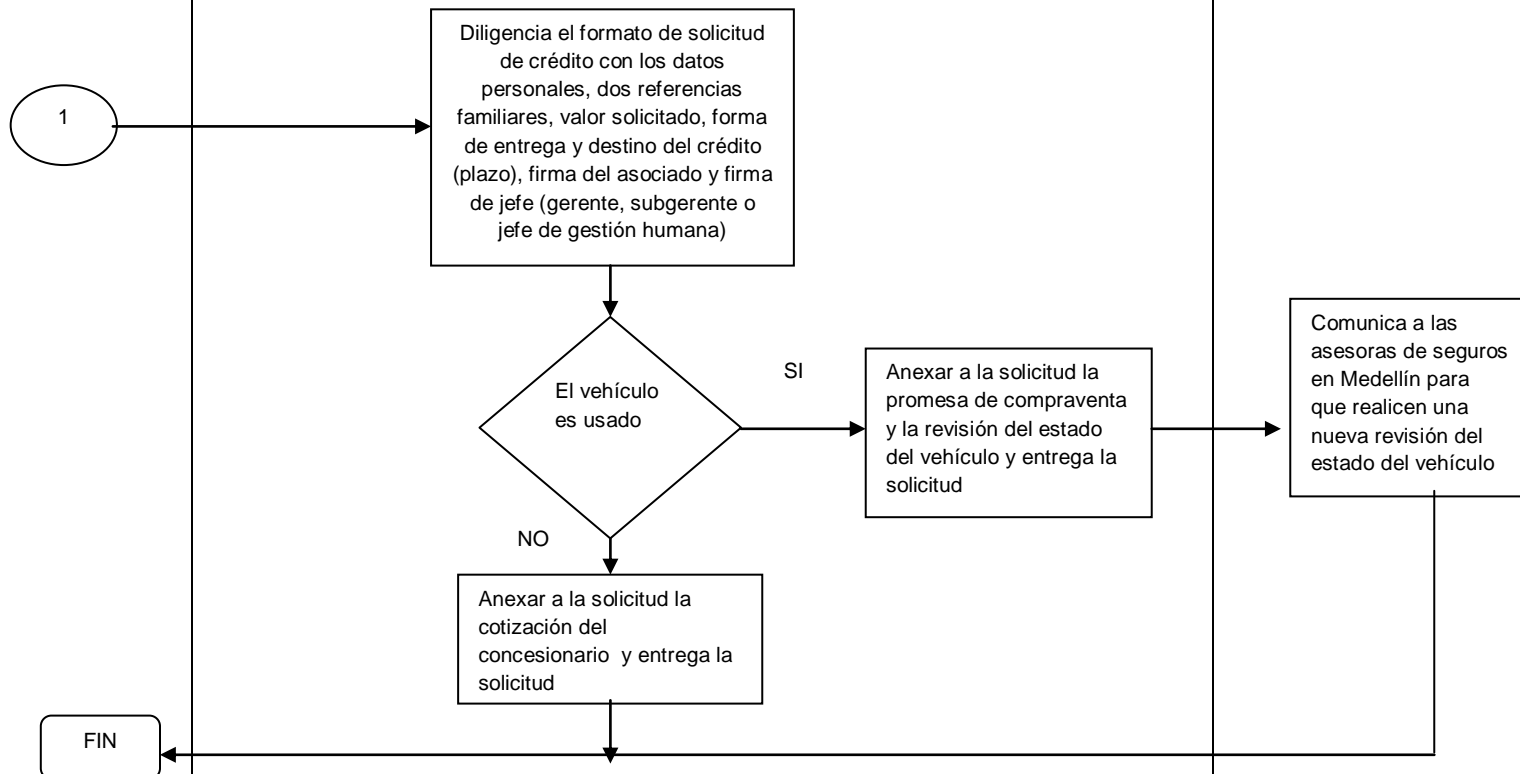 1
Diligencia el formato de solicitud
de crédito con los datos
personales, dos referencias
familiares, valor solicitado, forma
de entrega y destino del crédito
(plazo), firma del asociado y firma
de jefe (gerente, subgerente o
jefe de gestión humana)
El vehículo
es usado
SI
Anexar a la solicitud la
promesa de compraventa
y la revisión del estado
del vehículo y entrega la
solicitud
Comunica a las
asesoras de seguros
en Medellín para
que realicen una
nueva revisión del
estado del vehículo
NO
Anexar a la solicitud la
cotización del
concesionario y entrega la
solicitud
FIN